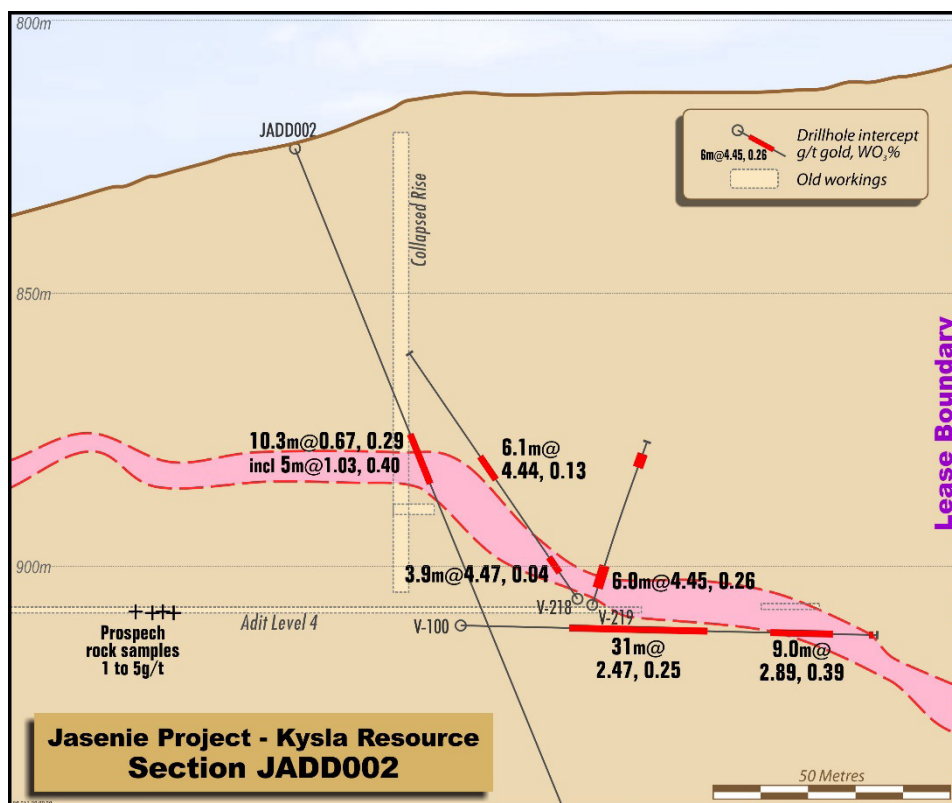 800m
JADD002
Drillhole intercept
g/t gold, WO₃%
6m@4.45, 0.26
Old workings
Collapsed Rise
850m
Lease Boundary
10.3m@0.67, 0.29
incl 5m@1.03, 0.40
6.1m@
4.44, 0.13
900m
3.9m@4.47, 0.04
6.0m@4.45, 0.26
V-218
V-219
Adit Level 4
V-100
Prospech
rock samples
1 to 5g/t
31m@
2.47, 0.25
9.0m@
2.89, 0.39
Jasenie Project - Kysla Resource
Section JADD002
50 Metres